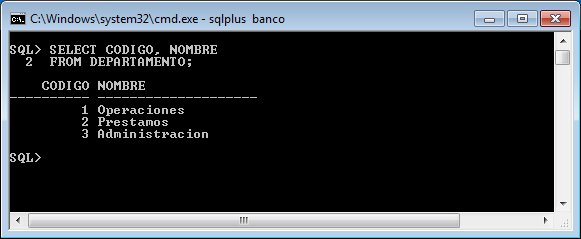 C:\Windows\system32\cmd.exe - sqlplus banco
SQL> SELECT CODIGO, NOMBRE
2 FROM DEPARTAMENTO;
CODIGO NOMBRE
---------- --------------------
1 Operaciones
2 Prestamos
3 Administracion
SQL>